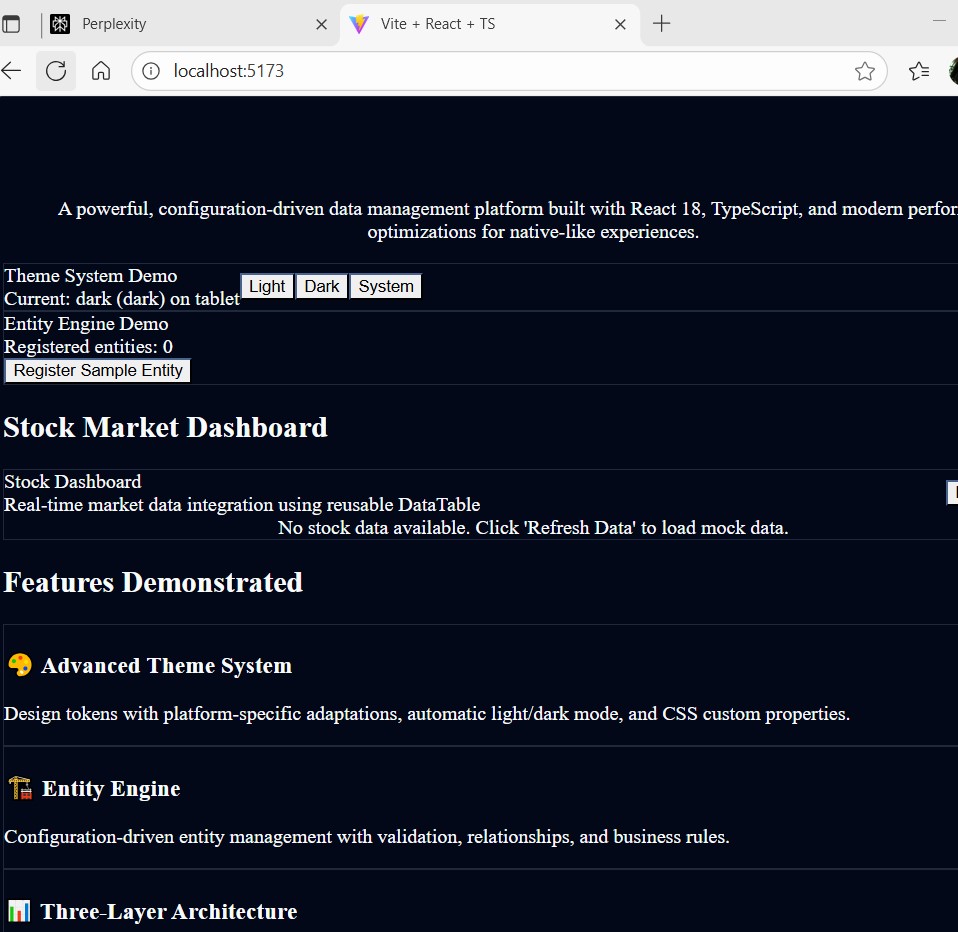 Perplexity
Vite + React + TS
localhost:5173
A powerful, configuration-driven data management platform built with React 18, TypeScript, and modern
optimizations for native-like experiences.
Theme System Demo
Current: dark (dark) on tablet
Light Dark System
Entity Engine Demo
Registered entities: 0
Register Sample Entity
Stock Market Dashboard
Stock Dashboard
Real-time market data integration using reusable DataTable
No stock data available. Click 'Refresh Data' to load mock data.
Features Demonstrated
🎨 Advanced Theme System
Design tokens with platform-specific adaptations, automatic light/dark mode, and CSS custom properties.
🏗️ Entity Engine
Configuration-driven entity management with validation, relationships, and business rules.
📊 Three-Layer Architecture